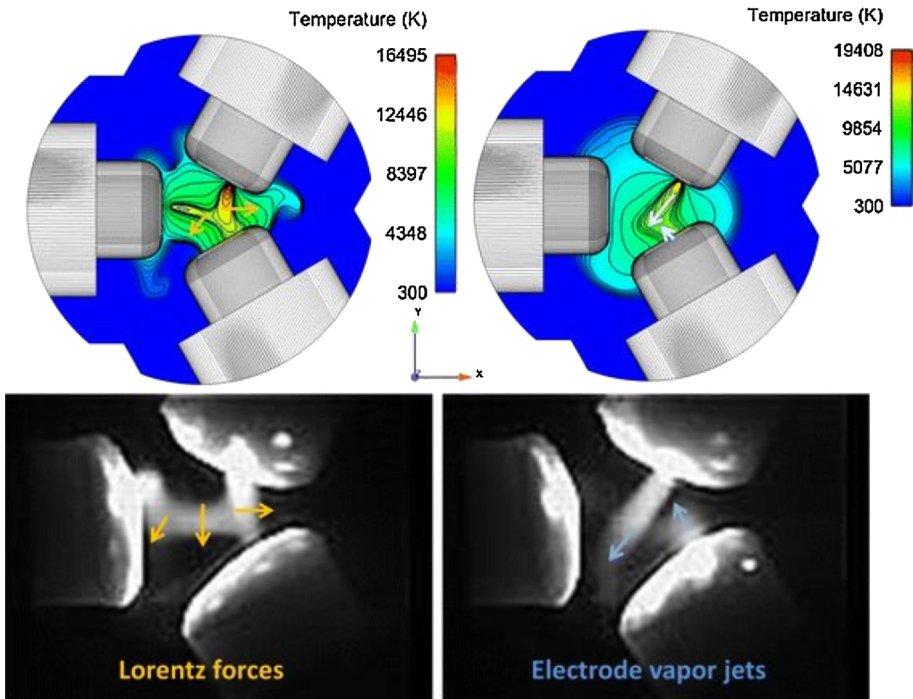 Temperature (K)
16495
12446
8397
4348
300
Temperature (K)
19408
14631
9854
5077
300
Y
Z
X
Lorentz forces
Electrode vapor jets